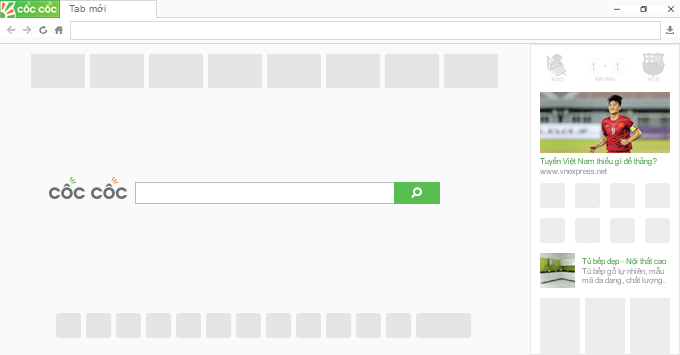 CỐC CỐC
Tab mới
1 - 1
Kết thúc
RSO
FCB
Tuyển Việt Nam thiếu gì để thắng?
www.vnexpress.net
CỐC CỐC
Tủ bếp đẹp - Nội thất cao
Tủ bếp gỗ tự nhiên, mẫu
mã đa dạng, chất lượng.